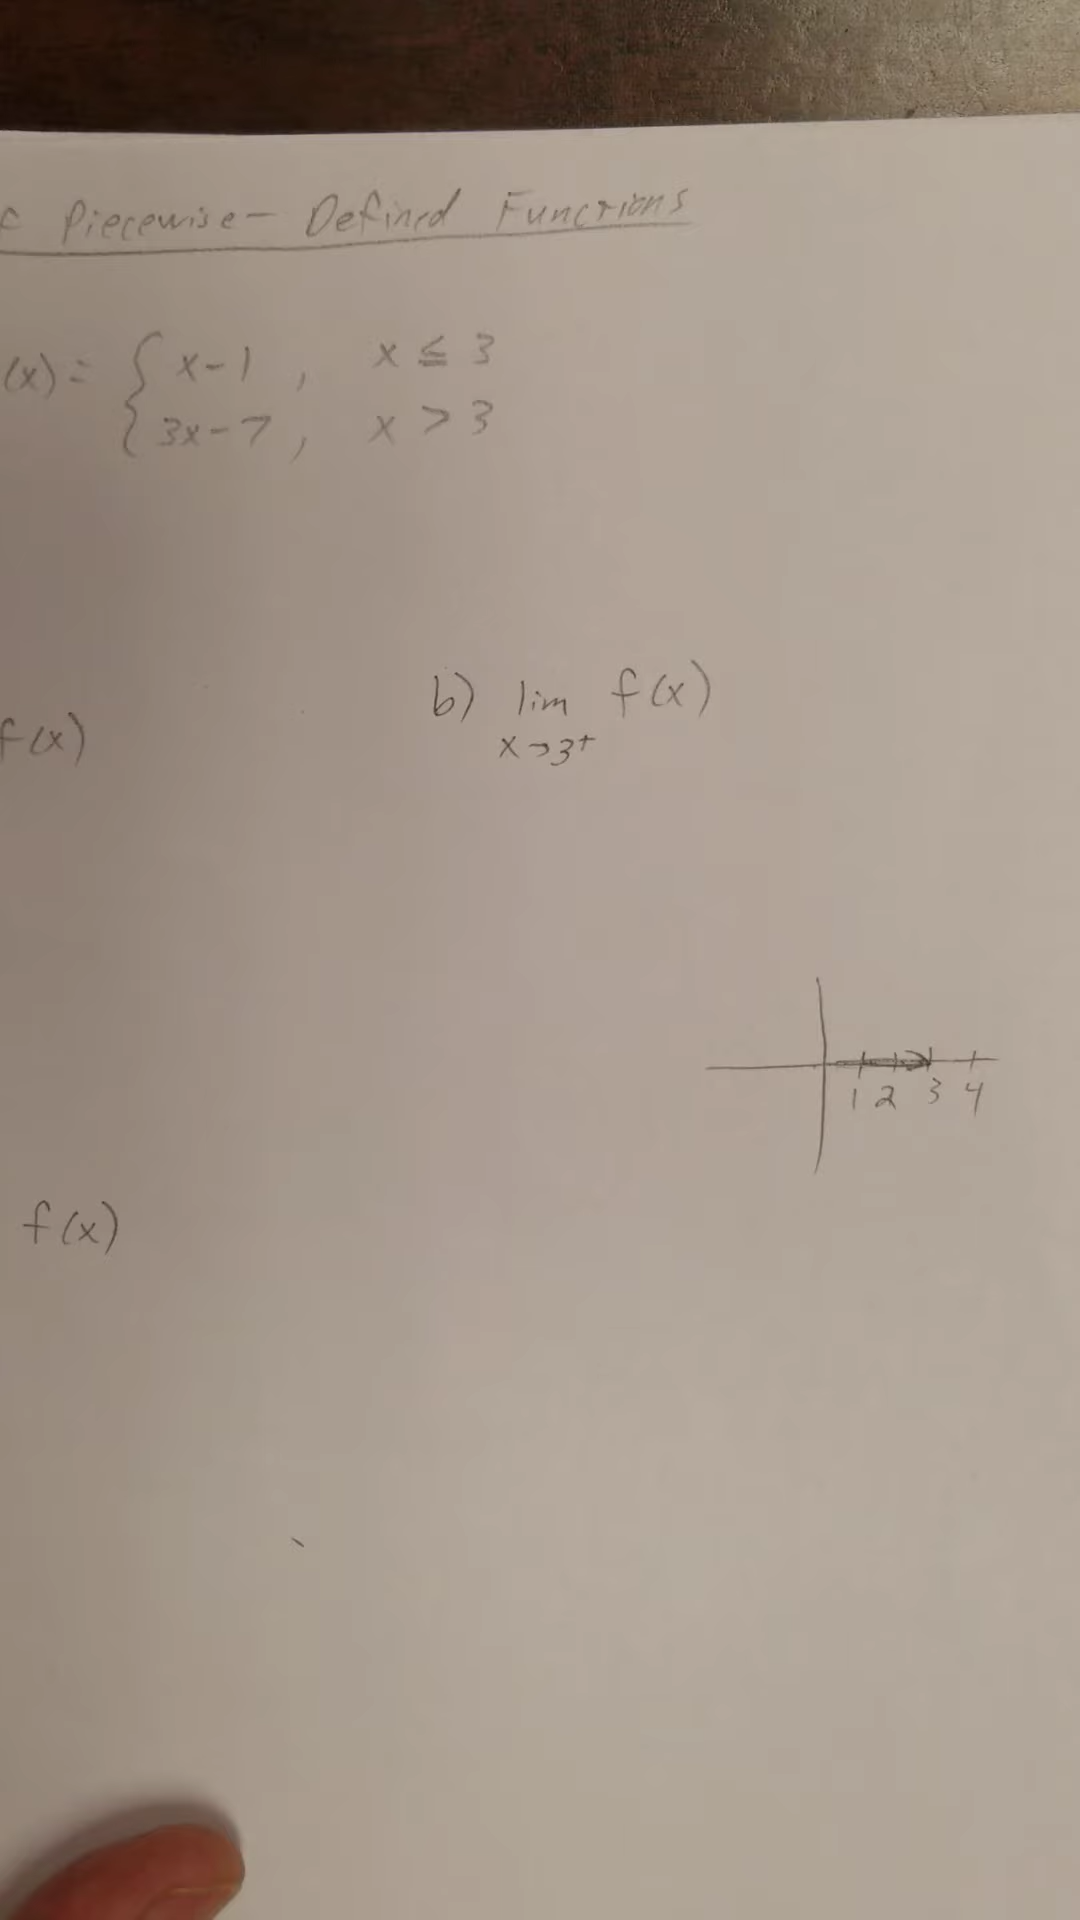 f Piecewise- Defined Functions
(x) = { x-1 , x ≤ 3
3x-7 , x > 3
b) lim f(x)
x→3+
f(x)
1 2 3 4
f(x)